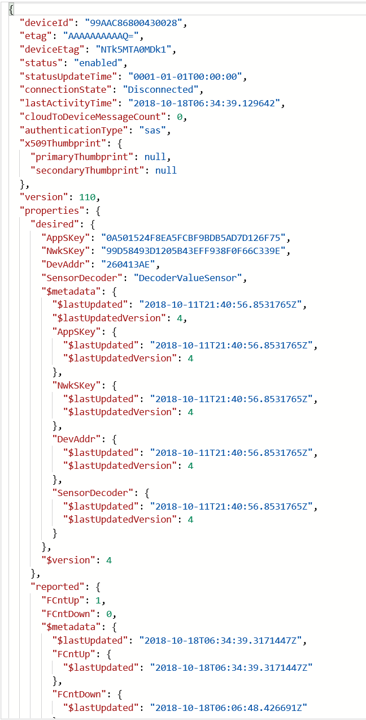 {
"deviceId": "99AAC86800430028",
"etag": "AAAAAAAAAAQ=",
"deviceEtag": "NTk5MTA0MDk1",
"status": "enabled",
"statusUpdateTime": "0001-01-01T00:00:00",
"connectionState": "Disconnected",
"lastActivityTime": "2018-10-18T06:34:39.129642",
"cloudToDeviceMessageCount": 0,
"authenticationType": "sas",
"x509Thumbprint": {
"primaryThumbprint": null,
"secondaryThumbprint": null
},
"version": 110,
"properties": {
"desired": {
"AppSKey": "0A501524F8EA5FCBF9BDB5AD7D126F75",
"NwkSKey": "99D58493D1205B43EFF938F0F66C339E",
"DevAddr": "260413AE",
"SensorDecoder": "DecoderValueSensor",
"$metadata": {
"$lastUpdated": "2018-10-11T21:40:56.8531765Z",
"$lastUpdatedVersion": 4,
"AppSKey": {
"$lastUpdated": "2018-10-11T21:40:56.8531765Z",
"$lastUpdatedVersion": 4
},
"NwkSKey": {
"$lastUpdated": "2018-10-11T21:40:56.8531765Z",
"$lastUpdatedVersion": 4
},
"DevAddr": {
"$lastUpdated": "2018-10-11T21:40:56.8531765Z",
"$lastUpdatedVersion": 4
},
"SensorDecoder": {
"$lastUpdated": "2018-10-11T21:40:56.8531765Z",
"$lastUpdatedVersion": 4
}
},
"$version": 4
},
"reported": {
"FCntUp": 1,
"FCntDown": 0,
"$metadata": {
"$lastUpdated": "2018-10-18T06:34:39.3171447Z",
"FCntUp": {
"$lastUpdated": "2018-10-18T06:34:39.3171447Z"
},
"FCntDown": {
"$lastUpdated": "2018-10-18T06:06:48.426691Z"